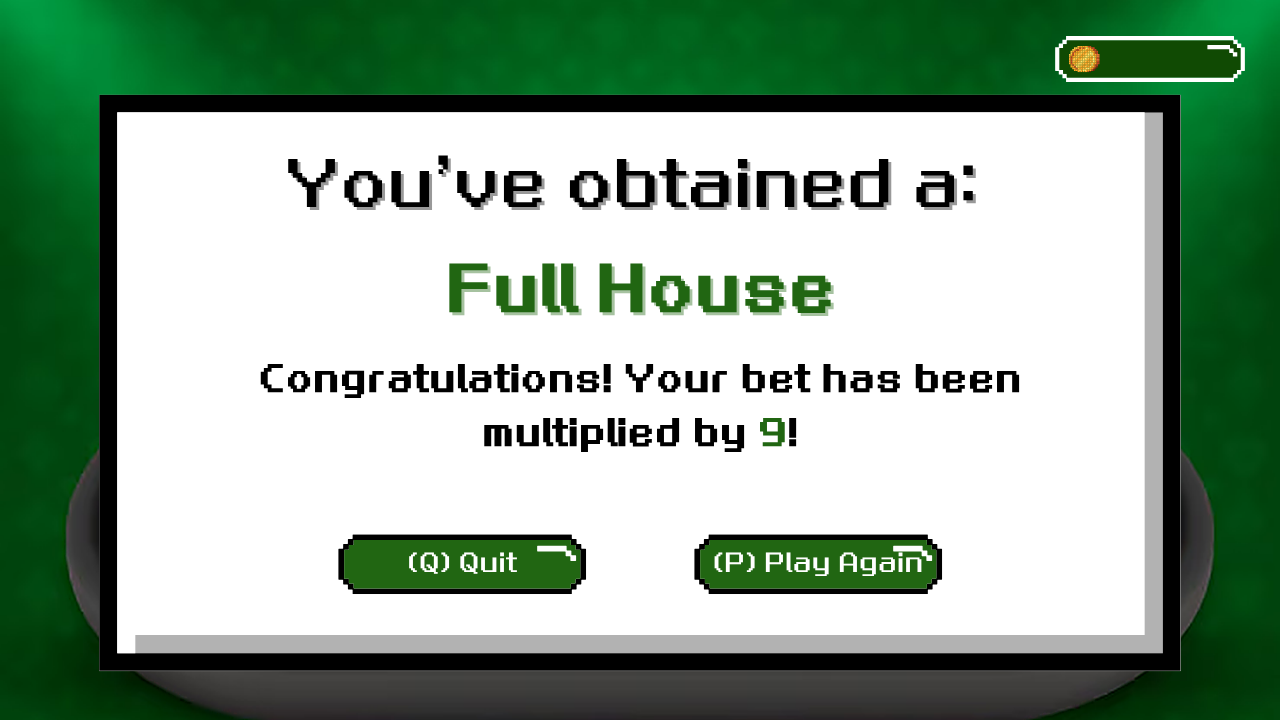 You've obtained a:
Full House
Congratulations! Your bet has been
multiplied by 9!
(Q) Quit
(P) Play Again